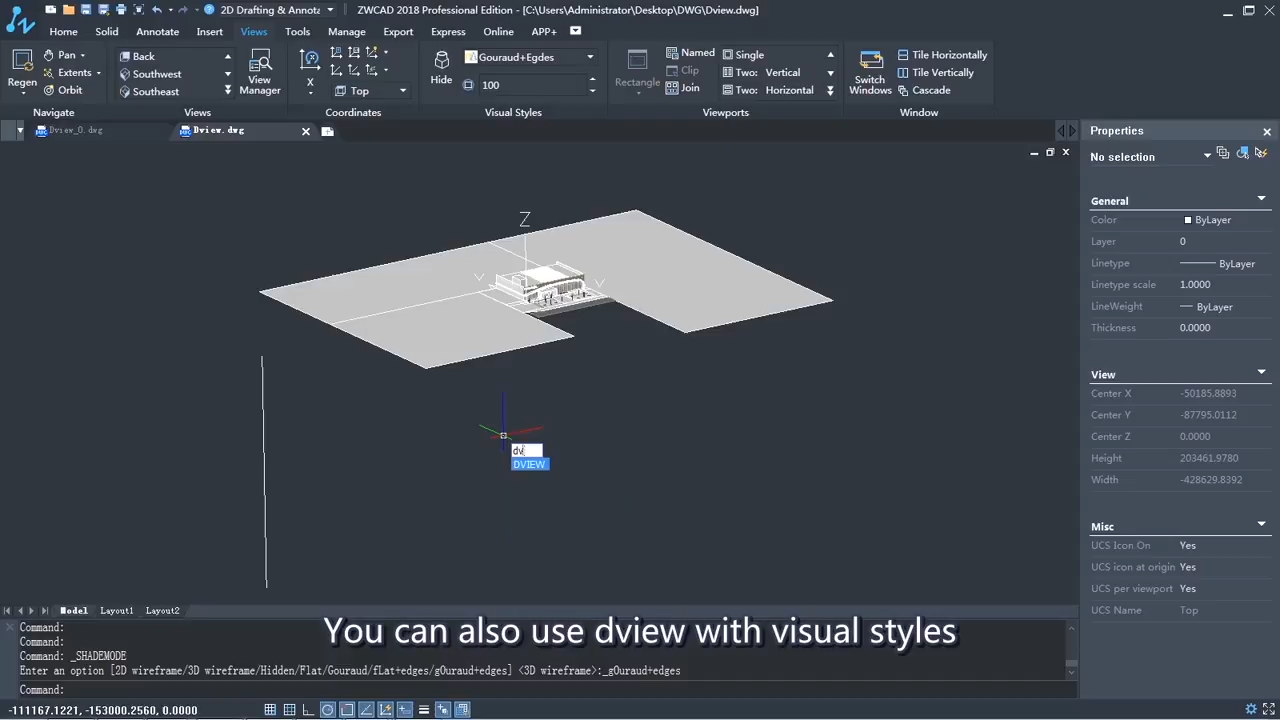 2D Drafting & Annota
ZWCAD 2018 Professional Edition - [C:\Users\Administrator\Desktop\DWG\Dview.dwg]
Home Solid Annotate Insert Views Tools Manage Export Express Online APP+
Regen
Pan
Extents
Orbit
Navigate
Back
Southwest
Southeast
View Manager
Views
X
Top
Coordinates
Hide
Gouraud+Egdes
100
Visual Styles
Rectangle
Named
Clip
Join
Single
Two: Vertical
Two: Horizontal
Viewports
Switch Windows
Tile Horizontally
Tile Vertically
Cascade
Window
Dview_0.dwg
Dview.dwg
Z
Properties
No selection
General
Color ByLayer
Layer 0
Linetype ByLayer
Linetype scale 1.0000
LineWeight ByLayer
Thickness 0.0000
View
Center X -50185.8893
Center Y -87795.0112
Center Z 0.0000
Height 203461.9780
Width -428629.8392
Misc
UCS Icon On Yes
UCS icon at origin Yes
UCS per viewport Yes
UCS Name Top
dv
DVIEW
Model Layout1 Layout2
Command:
Command:
Command: _SHADEMODE
Enter an option [2D wireframe/3D wireframe/Hidden/Flat/Gouraud/fLat+edges/gOuraud+edges] <3D wireframe>:_gOuraud+edges
Command:
You can also use dview with visual styles
-111167.1221, -153000.2560, 0.0000